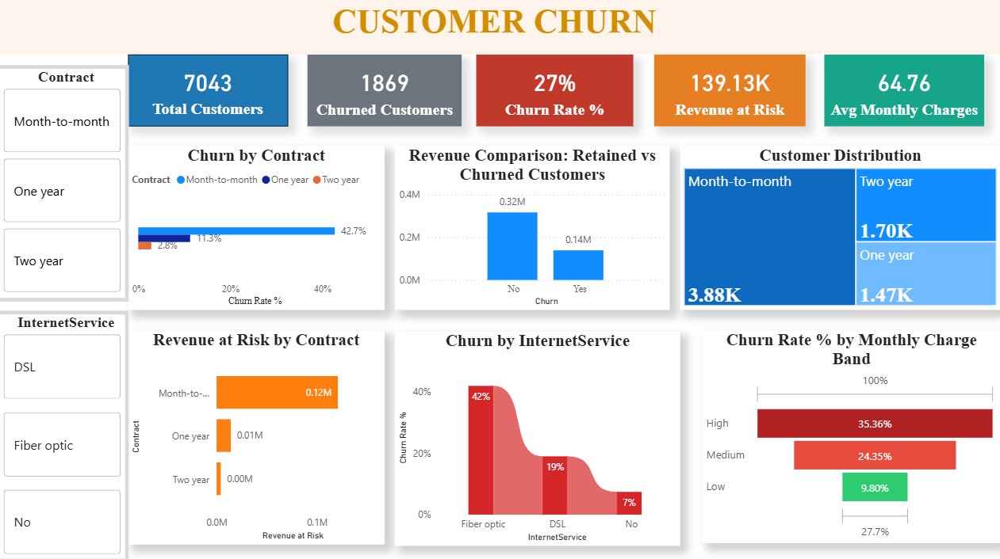 CUSTOMER CHURN
Contract
Month-to-month
One year
Two year
InternetService
DSL
Fiber optic
No
7043
Total Customers
1869
Churned Customers
27%
Churn Rate %
139.13K
Revenue at Risk
64.76
Avg Monthly Charges
Churn by Contract
Contract Month-to-month One year Two year
42.7%
11.3%
2.8%
0% 20% 40%
Churn Rate %
Revenue Comparison: Retained vs
Churned Customers
0.4M
0.32M
0.2M
0.14M
0.0M
No Yes
Churn
Customer Distribution
Month-to-month
3.88K
Two year
1.70K
One year
1.47K
Revenue at Risk by Contract
Contract
Month-to-... 0.12M
One year 0.01M
Two year 0.00M
0.0M 0.1M
Revenue at Risk
Churn by InternetService
Churn Rate %
40%
20%
0%
42%
19%
7%
Fiber optic DSL No
InternetService
Churn Rate % by Monthly Charge
Band
100%
High 35.36%
Medium 24.35%
Low 9.80%
27.7%